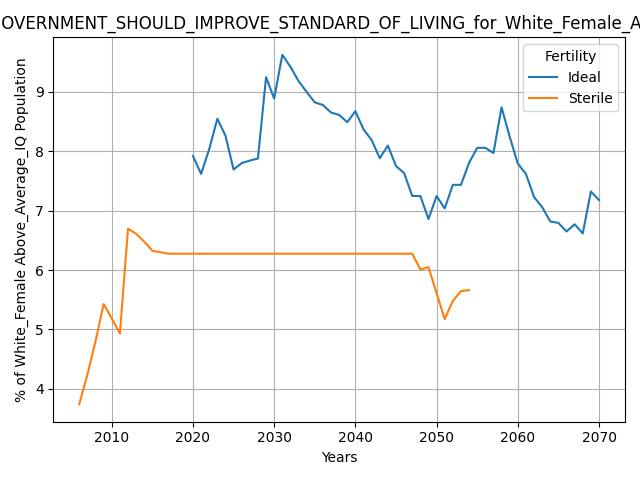 OVERNMENT_SHOULD_IMPROVE_STANDARD_OF_LIVING_for_White_Female_A
% of White_Female Above_Average_IQ Population
Fertility
Ideal
Sterile
9
8
7
6
5
4
2010 2020 2030 2040 2050 2060 2070
Years